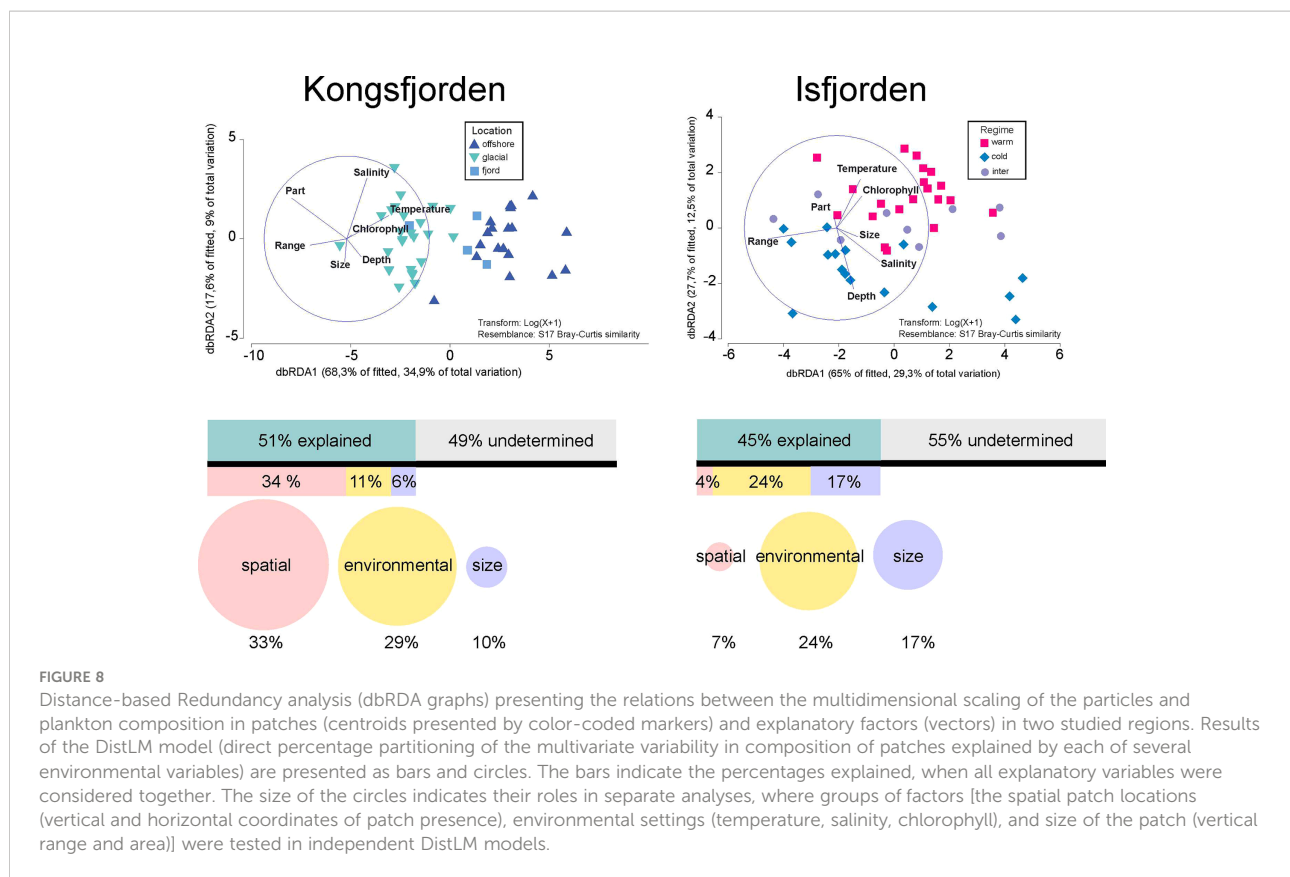 Kongsfjorden
5
0
-5
-10
-5
0
5
dbRDA2 (17,6% of fitted, 9% of total variation)
dbRDA1 (68,3% of fitted, 34,9% of total variation)
Location
offshore
glacial
fjord
Salinity
Part
Temperature
Chlorophyll
Range
Size
Depth
Transform: Log(X+1)
Resemblance: S17 Bray-Curtis similarity
Isfjorden
4
2
0
-2
-4
-6
-4
-2
0
2
4
6
dbRDA2 (27,7% of fitted, 12,5% of total variation)
dbRDA1 (65% of fitted, 29,3% of total variation)
Regime
warm
cold
inter
Temperature
Chlorophyll
Part
Size
Range
Salinity
Depth
Transform: Log(X+1)
Resemblance: S17 Bray-Curtis similarity
51% explained
49% undetermined
34 %
11%
6%
spatial
environmental
size
33%
29%
10%
45% explained
55% undetermined
4%
24%
17%
spatial
environmental
size
7%
24%
17%
FIGURE 8
Distance-based Redundancy analysis (dbRDA graphs) presenting the relations between the multidimensional scaling of the particles and
plankton composition in patches (centroids presented by color-coded markers) and explanatory factors (vectors) in two studied regions. Results
of the DistLM model (direct percentage partitioning of the multivariate variability in composition of patches explained by each of several
environmental variables) are presented as bars and circles. The bars indicate the percentages explained, when all explanatory variables were
considered together. The size of the circles indicates their roles in separate analyses, where groups of factors [the spatial patch locations
(vertical and horizontal coordinates of patch presence), environmental settings (temperature, salinity, chlorophyll), and size of the patch (vertical
range and area)] were tested in independent DistLM models.